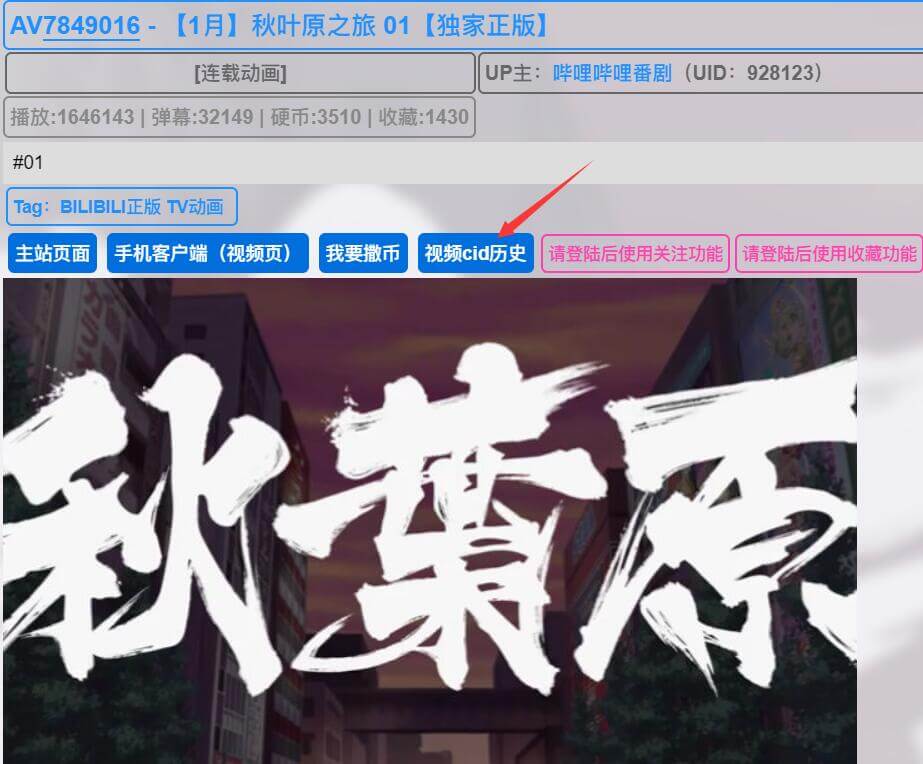 AV7849016 - 【1月】秋叶原之旅 01【独家正版】
[连载动画] UP主：哔哩哔哩番剧（UID：928123）
播放:1646143 | 弹幕:32149 | 硬币:3510 | 收藏:1430
#01
Tag：BILIBILI正版 TV动画
主站页面 手机客户端（视频页） 我要撒币 视频cid历史 请登陆后使用关注功能 请登陆后使用收藏功能
秋葉原